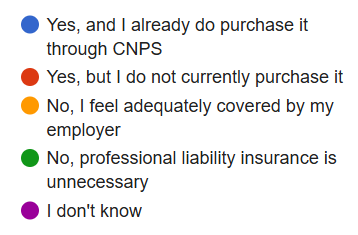 Yes, and I already do purchase it
through CNPS
Yes, but I do not currently purchase it
No, I feel adequately covered by my
employer
No, professional liability insurance is
unnecessary
I don't know